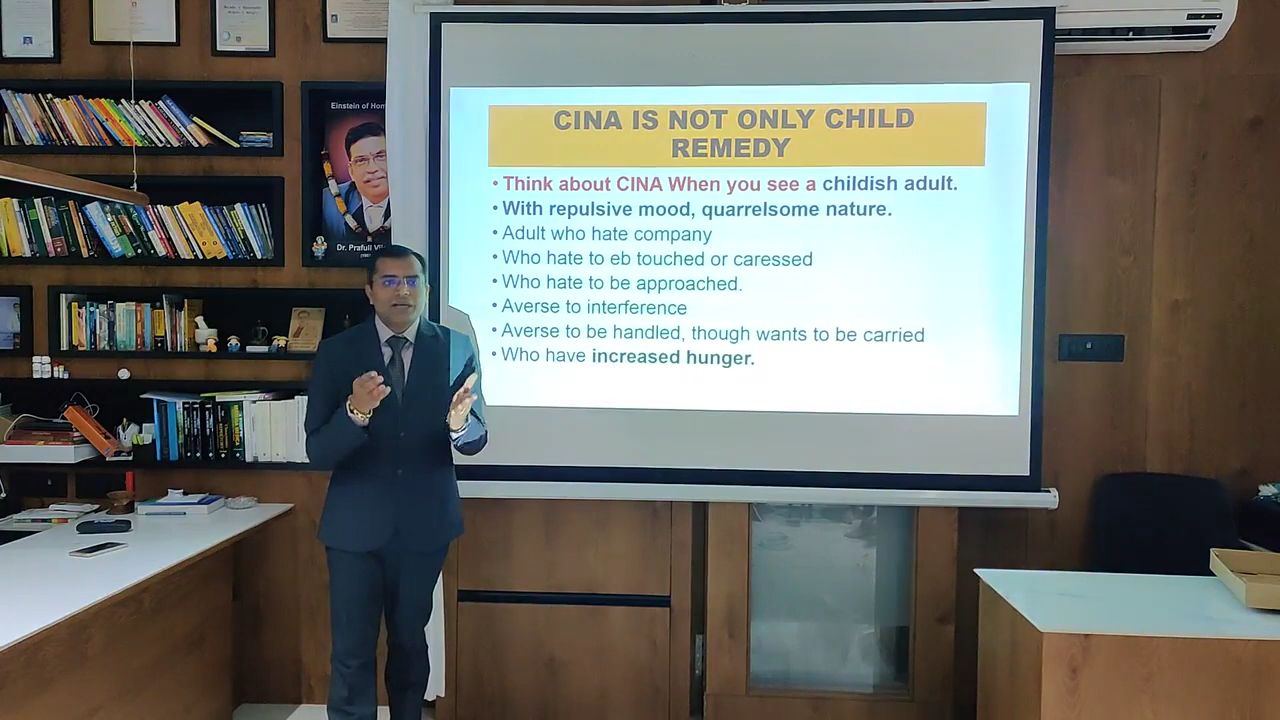 Einstein of Hom
Dr. Prafull Vij
CINA IS NOT ONLY CHILD
REMEDY
• Think about CINA When you see a childish adult.
• With repulsive mood, quarrelsome nature.
• Adult who hate company
• Who hate to eb touched or caressed
• Who hate to be approached.
• Averse to interference
• Averse to be handled, though wants to be carried
• Who have increased hunger.